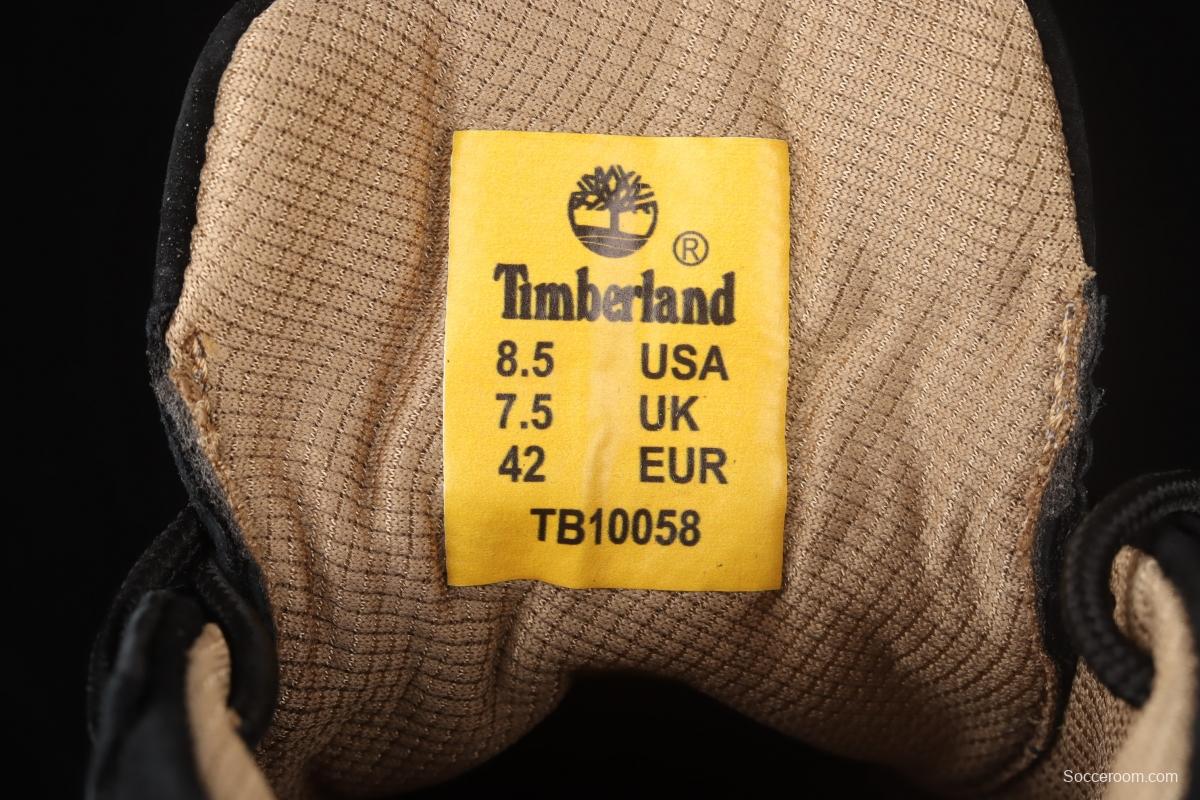 ®
Timberland
8.5 USA
7.5 UK
42 EUR
TB10058
Socceroom.com